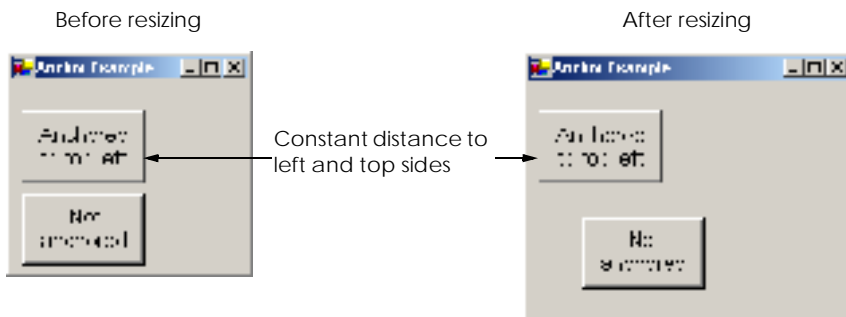 Before resizing
After resizing
Anchor Example
Anchor Example
Anchored
to top left
Constant distance to
left and top sides
Anchored
to top left
Not
anchored
Not
anchored